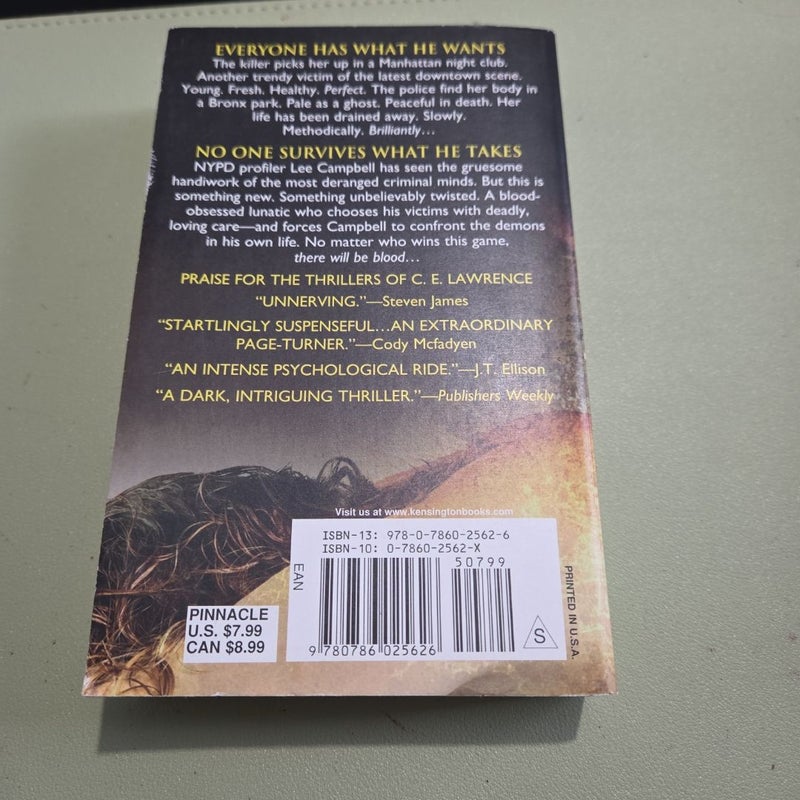 EVERYONE HAS WHAT HE WANTS
The killer picks her up in a Manhattan night club.
Another trendy victim of the latest downtown scene.
Young. Fresh. Healthy. Perfect. The police find her body in
a Bronx park. Pale as a ghost. Peaceful in death. Her
life has been drained away. Slowly.
Methodically. Brilliantly…
NO ONE SURVIVES WHAT HE TAKES
NYPD profiler Lee Campbell has seen the gruesome
handiwork of the most deranged criminal minds. But this is
something new. Something unbelievably twisted. A blood-
obsessed lunatic who chooses his victims with deadly,
loving care—and forces Campbell to confront the demons
in his own life. No matter who wins this game,
there will be blood…
PRAISE FOR THE THRILLERS OF C. E. LAWRENCE
“UNNERVING.”—Steven James
“STARTLINGLY SUSPENSEFUL…AN EXTRAORDINARY
PAGE-TURNER.”—Cody Mcfadyen
“AN INTENSE PSYCHOLOGICAL RIDE.”—J.T. Ellison
“A DARK, INTRIGUING THRILLER.”—Publishers Weekly
Visit us at www.kensingtonbooks.com
ISBN-13: 978-0-7860-2562-6
ISBN-10: 0-7860-2562-X
50799
EAN
9 780786 025626
S
PRINTED IN U.S.A.
PINNACLE
U.S. $7.99
CAN $8.99